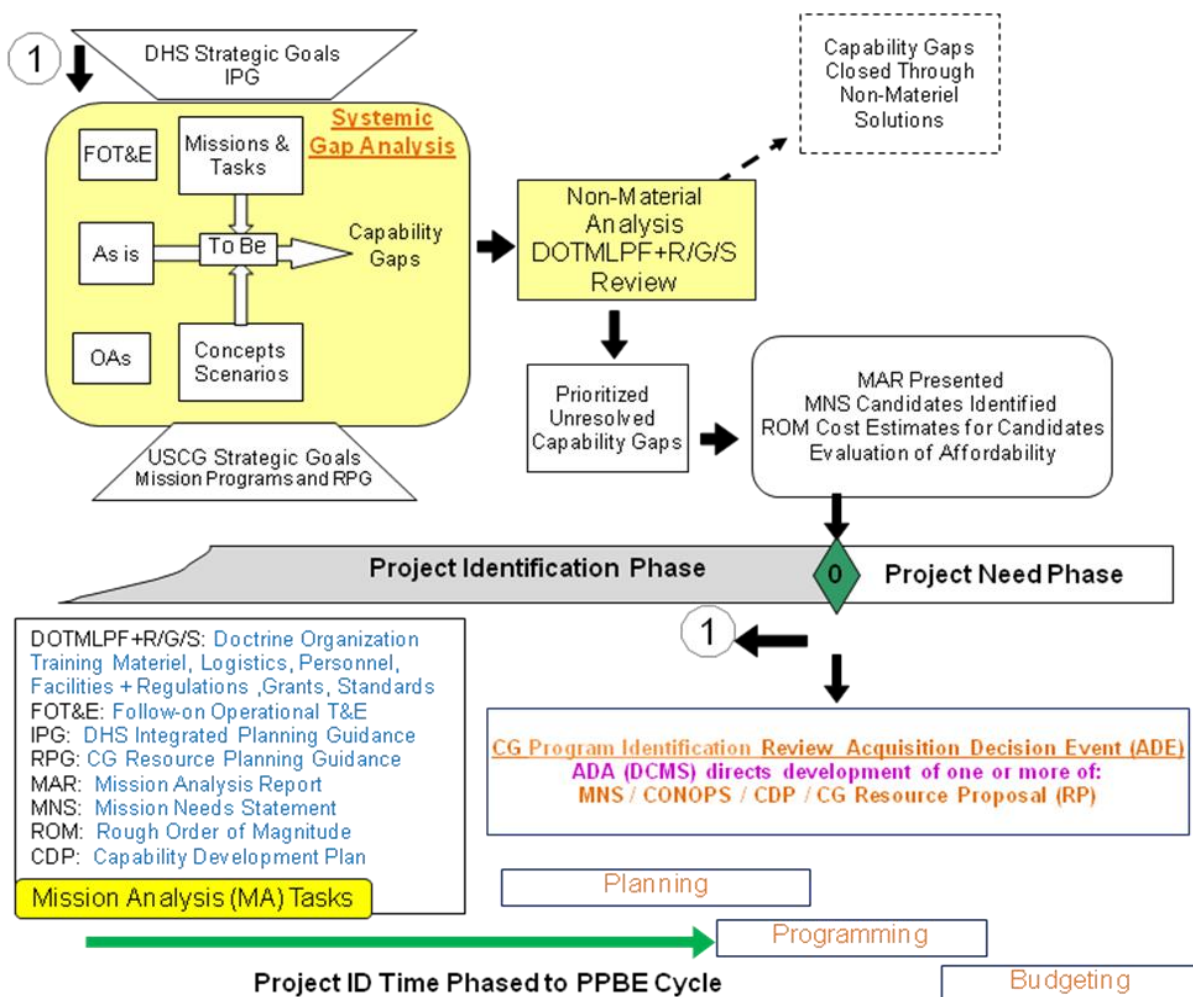 1
DHS Strategic Goals
IPG
Systemic
Gap Analysis
FOT&E
Missions &
Tasks
As is
To Be
Capability
Gaps
OAs
Concepts
Scenarios
USCG Strategic Goals
Mission Programs and RPG
Non-Material
Analysis
DOTMLPF+R/G/S
Review
Capability Gaps
Closed Through
Non-Materiel
Solutions
Prioritized
Unresolved
Capability Gaps
MAR Presented
MNS Candidates Identified
ROM Cost Estimates for Candidates
Evaluation of Affordability
Project Identification Phase
0
Project Need Phase
1
DOTMLPF+R/G/S: Doctrine Organization
Training Materiel, Logistics, Personnel,
Facilities + Regulations ,Grants, Standards
FOT&E: Follow-on Operational T&E
IPG: DHS Integrated Planning Guidance
RPG: CG Resource Planning Guidance
MAR: Mission Analysis Report
MNS: Mission Needs Statement
ROM: Rough Order of Magnitude
CDP: Capability Development Plan
Mission Analysis (MA) Tasks
CG Program Identification Review Acquisition Decision Event (ADE)
ADA (DCMS) directs development of one or more of:
MNS / CONOPS / CDP / CG Resource Proposal (RP)
Planning
Programming
Budgeting
Project ID Time Phased to PPBE Cycle